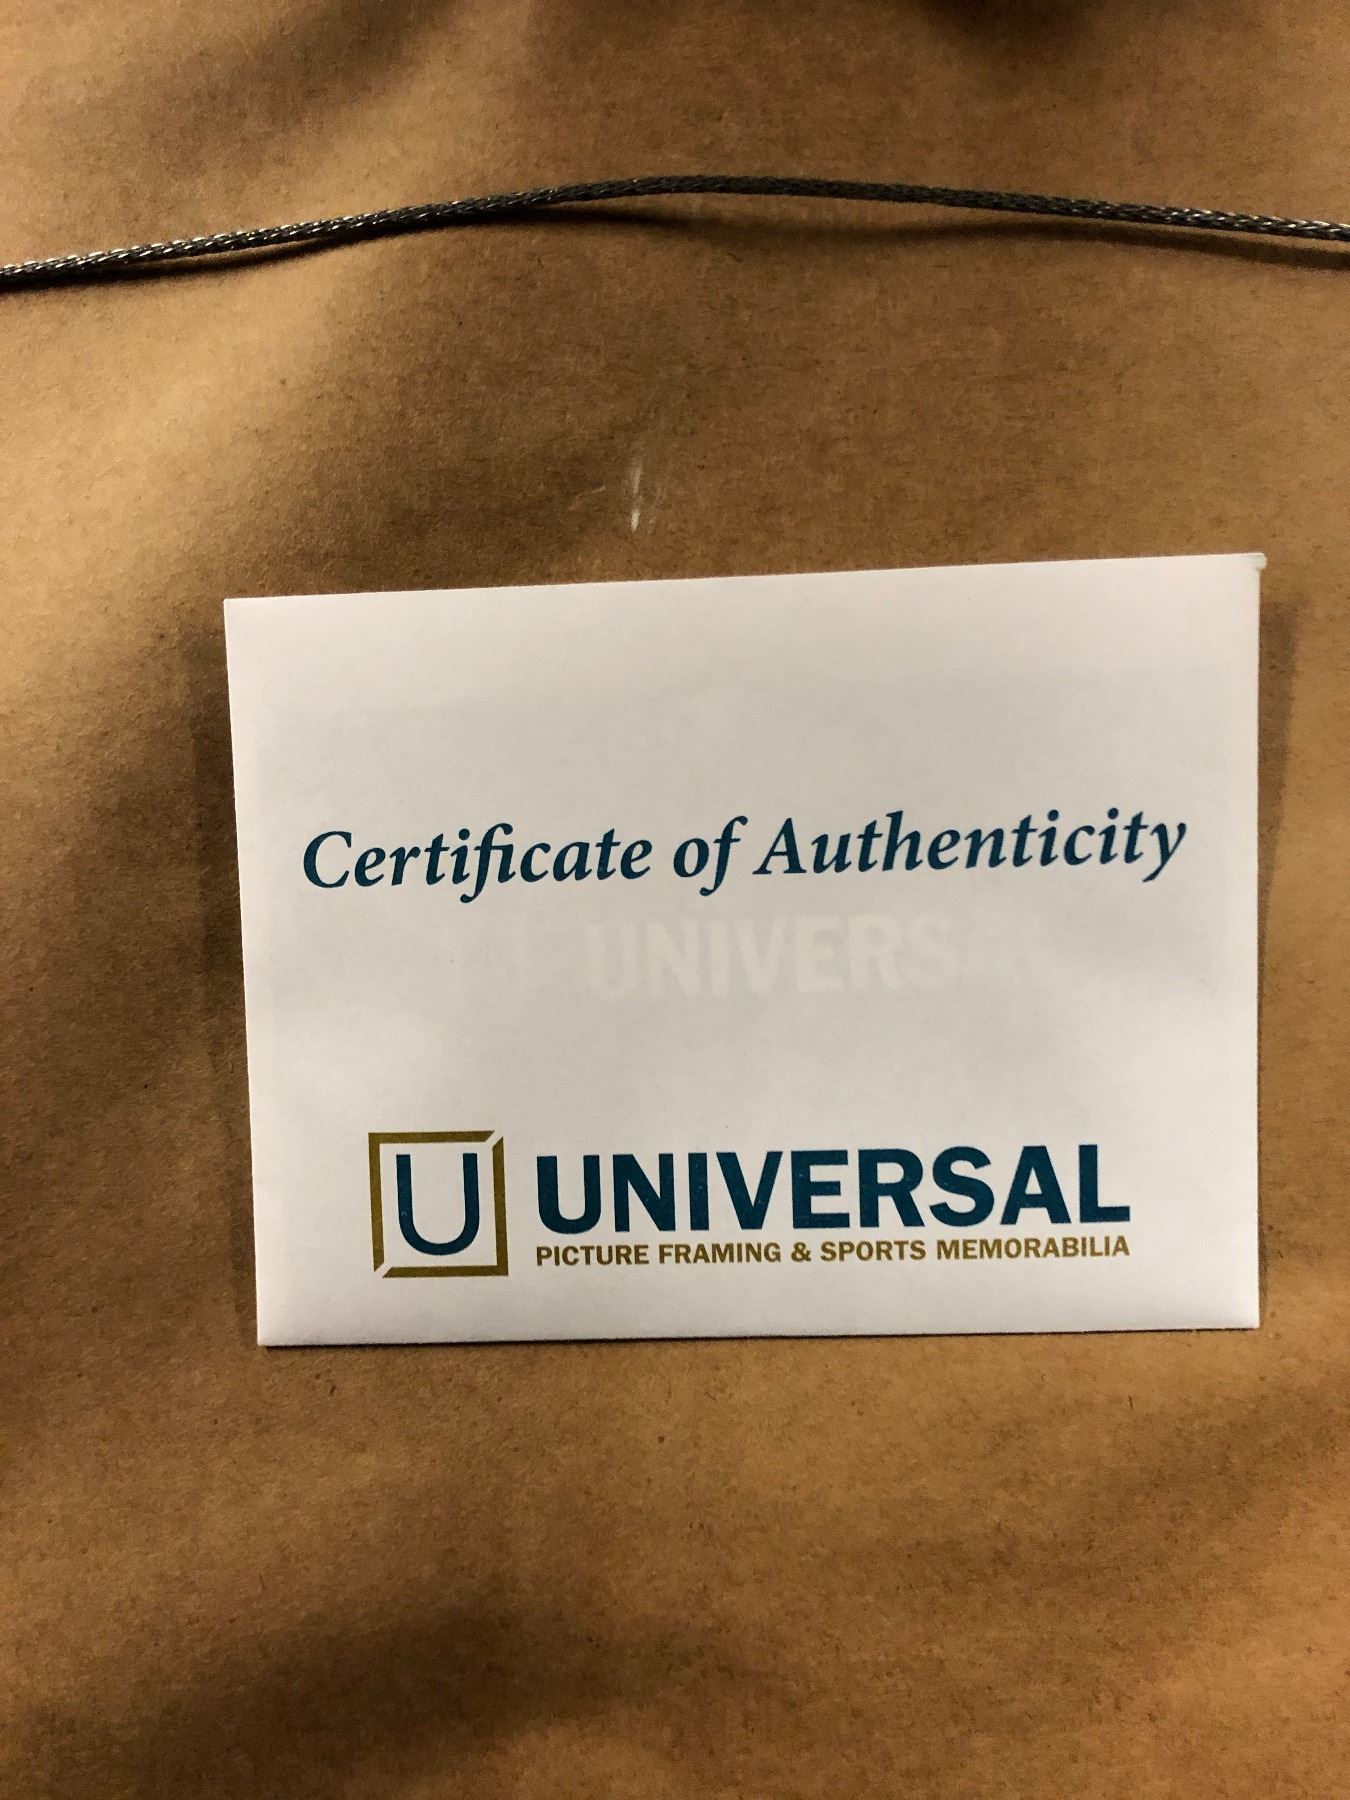 Certificate of Authenticity
UNIVERS
U UNIVERSAL
PICTURE FRAMING & SPORTS MEMORABILIA